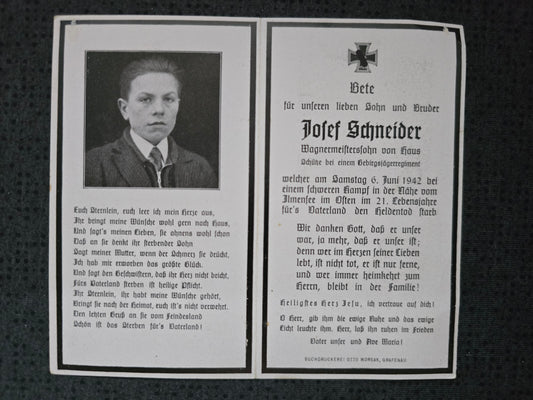 Euch Sternlein, euch leer ich mein Herze aus,
Ihr bringt meine Wünsche wohl gern nach Haus,
Und sagt's meinen Lieben, sie ahnens wohl schon
Daß an sie denkt ihr sterbender Sohn
Sagt meiner Mutter, wenn der Schmerz sie drückt,
Ich hab mir erworben das größte Glück.
Und sagt den Geschwistern, daß ihr Herz nicht bricht,
Fürs Vaterland sterben ist heilige Pflicht.
Ihr Sternlein, ihr habt meine Wünsche gehört,
Bringt sie nach der Heimat, euch ist's nicht verwehrt.
Den letzten Gruß an sie vom Feindesland
Schön ist das Sterben für's Vaterland!
Bete
für unseren lieben Sohn und Bruder
Josef Schneider
Wagnermeisterssohn von Haus
Schütze bei einem Gebirgsjägerregiment
welcher am Samstag 6. Juni 1942 bei
einem schweren Kampf in der Nähe vom
Ilmensee im Osten im 21. Lebensjahre
für's Vaterland den Heldentod starb
Wir danken Gott, daß er unser
war, ja mehr, daß er unser ist;
denn wer im Herzen seiner Lieben
lebt, ist nicht tot, er ist nur ferne,
und wer immer heimkehrt zum
Herrn, bleibt in der Familie!
Heiligstes Herz Jesu, ich vertraue auf dich!
O Herr, gib ihm die ewige Ruhe und das ewige
Licht leuchte ihm. Herr, laß ihn ruhen im Frieden
Vater unser und Ave Maria!
BUCHDRUCKEREI OTTO MORSAK, GRAFENAU